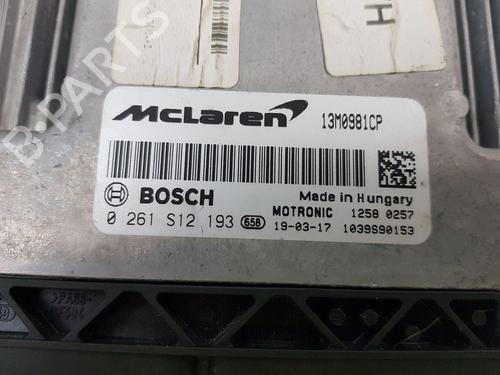 H
McLaren 13M0981CP
BOSCH
Made in Hungary
0 261 S12 193 656
MOTRONIC 1258 0257
19-03-17 1039S90153
B-PARTS